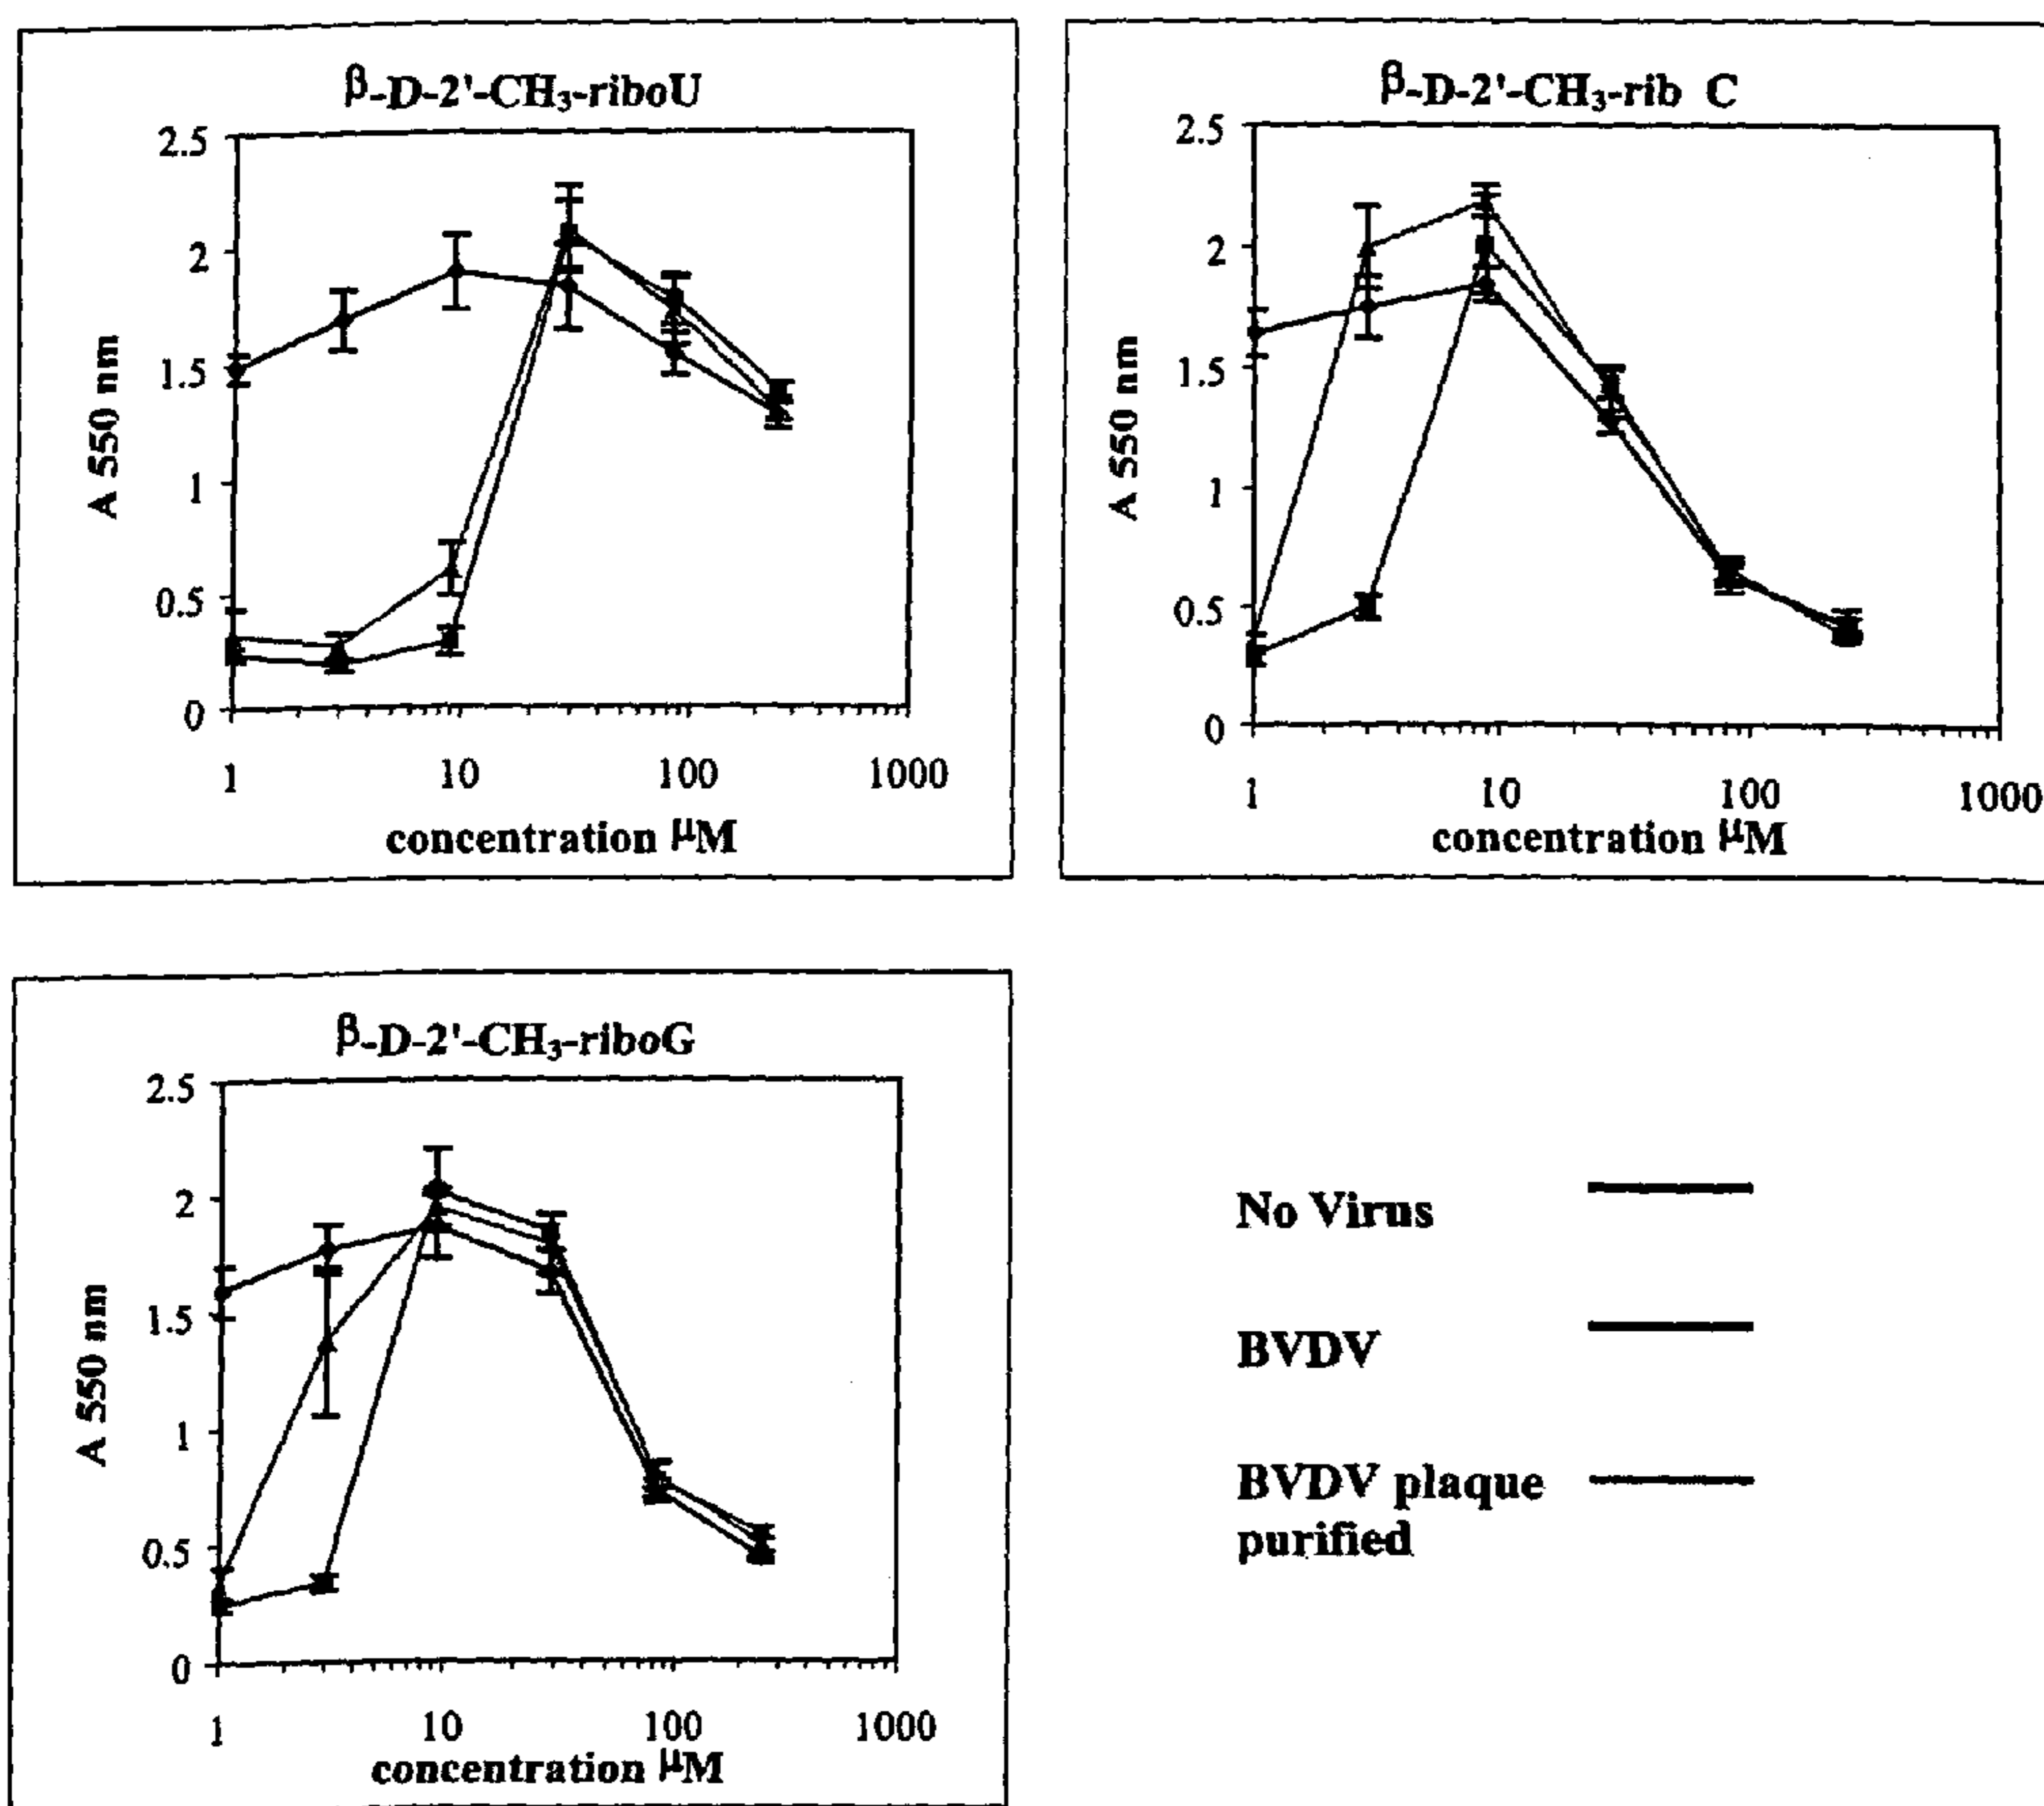 β-D-2'-CH₃-riboU
2.5
2
1.5
1
0.5
0
A 550 nm
1 10 100 1000
concentration µM
β-D-2'-CH₃-rib C
2.5
2
1.5
1
0.5
0
A 550 nm
1 10 100 1000
concentration µM
β-D-2'-CH₃-riboG
2.5
2
1.5
1
0.5
0
A 550 nm
1 10 100 1000
concentration µM
No Virus
BVDV
BVDV plaque
purified